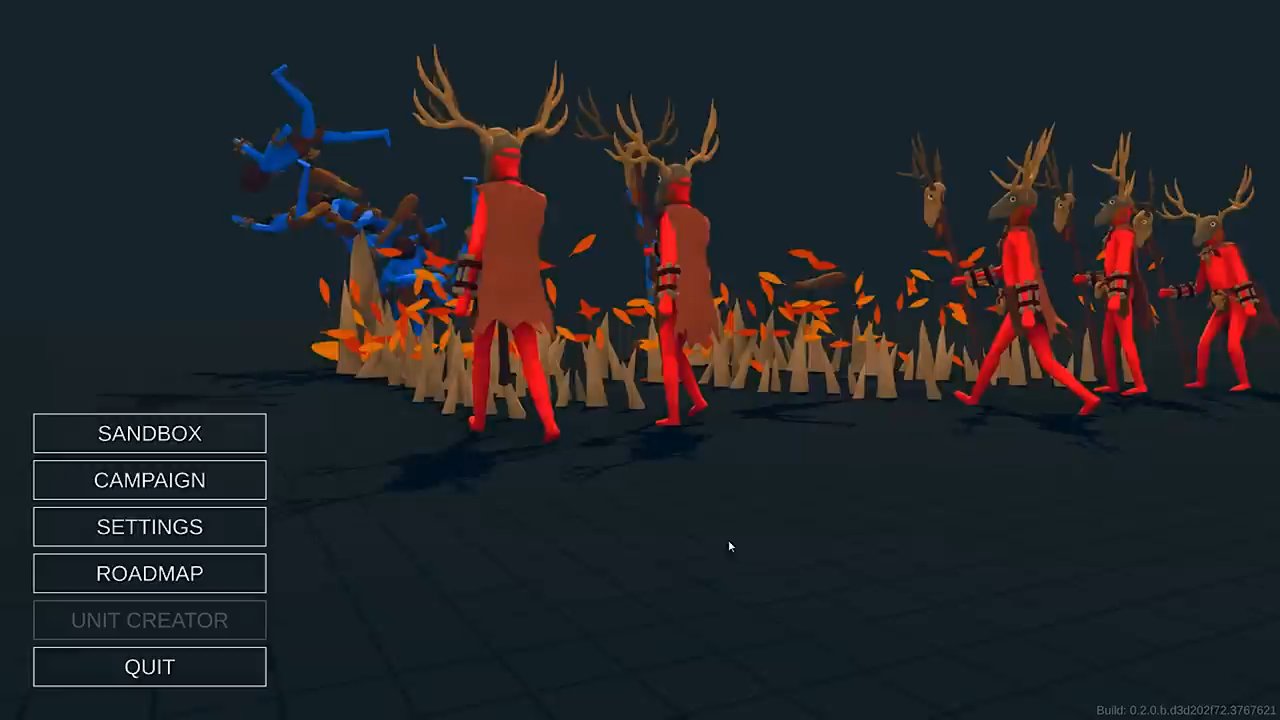 SANDBOX
CAMPAIGN
SETTINGS
ROADMAP
UNIT CREATOR
QUIT
Build: 0.2.0.b.d3d202f72.3767621